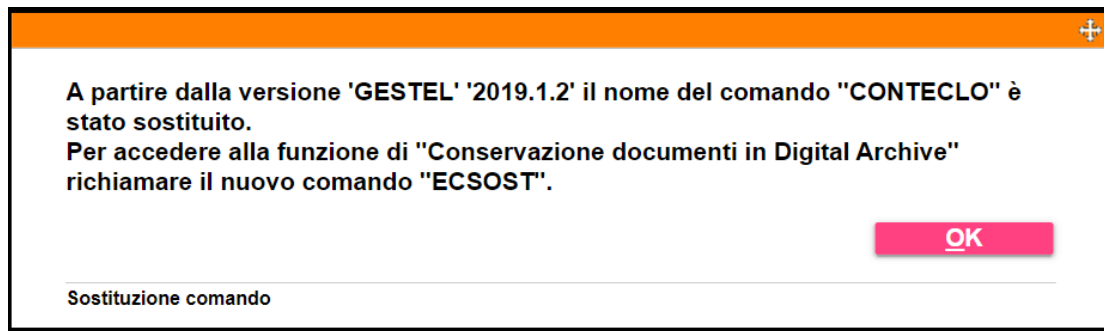 A partire dalla versione 'GESTEL' '2019.1.2' il nome del comando "CONTECLO" è
stato sostituito.
Per accedere alla funzione di "Conservazione documenti in Digital Archive"
richiamare il nuovo comando "ECSOST".
OK
Sostituzione comando